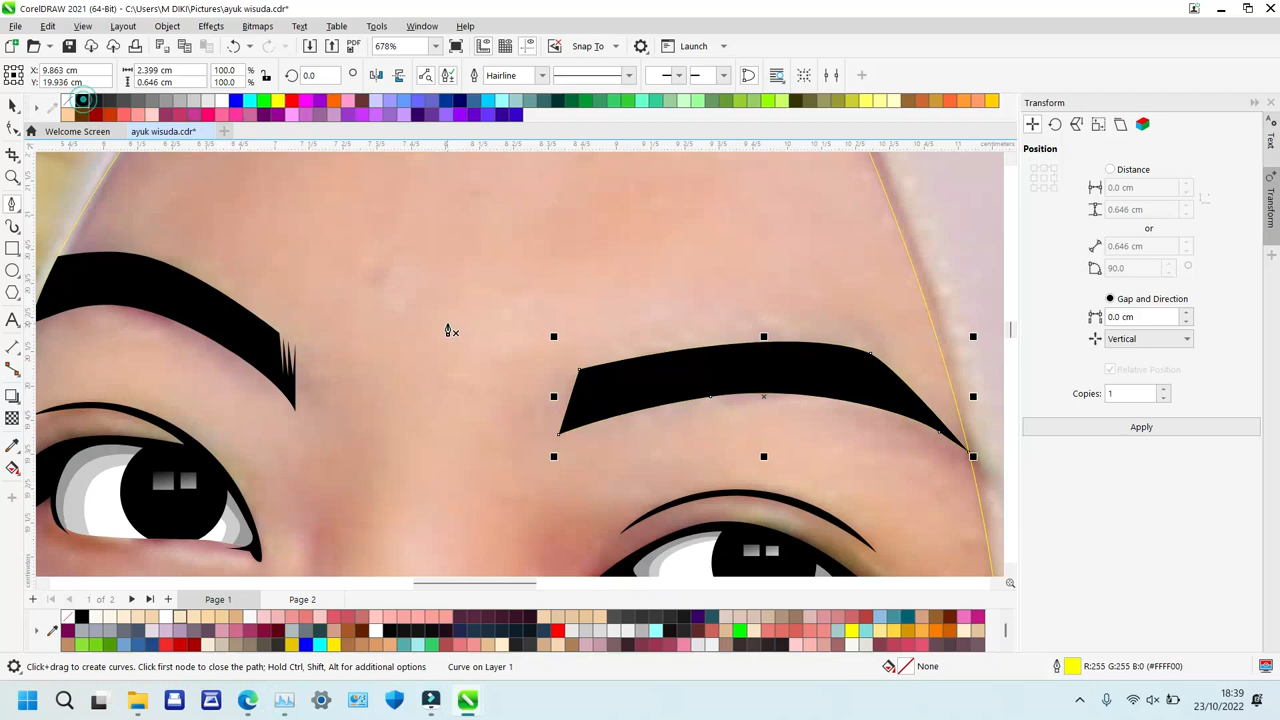 CorelDRAW 2021 (64-Bit) - C:\Users\M DIKI\Pictures\ayuk wisuda.cdr*
File Edit View Layout Object Effects Bitmaps Text Table Tools Window Help
PDF 678% Snap To Launch
X: 9.863 cm 2.399 cm 100.0 % 0.0 Hairline
Y: 19.936 cm 0.646 cm 100.0 %
Welcome Screen ayuk wisuda.cdr*
centimeters
Transform
Position
Distance
0.0 cm
0.646 cm
or
0.646 cm
90.0
Gap and Direction
0.0 cm
Vertical
Relative Position
Copies: 1
Apply
Text
Transform
1 of 2 Page 1 Page 2
Click+drag to create curves. Click first node to close the path; Hold Ctrl, Shift, Alt for additional options Curve on Layer 1 None R:255 G:255 B:0 (#FFFF00)
18:39
23/10/2022